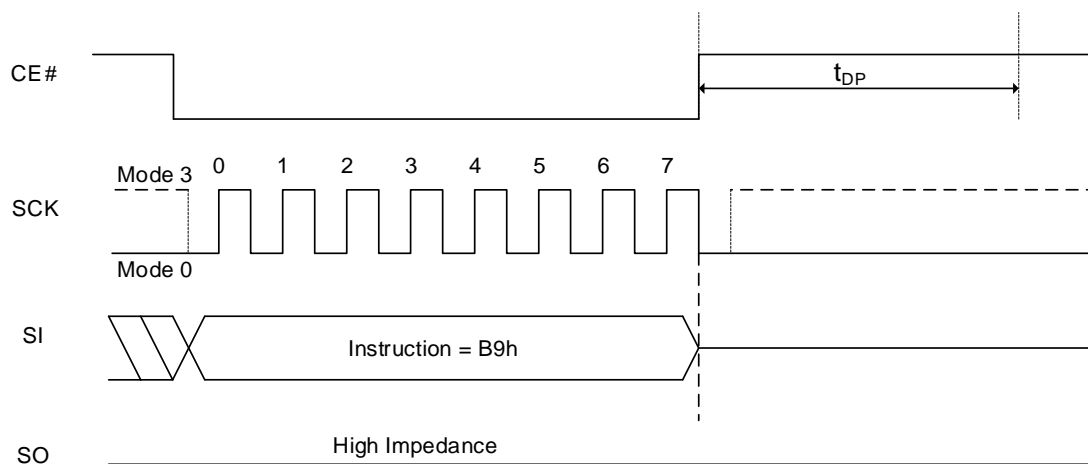 CE#
tDP
Mode 3
0 1 2 3 4 5 6 7
SCK
Mode 0
SI
Instruction = B9h
High Impedance
SO